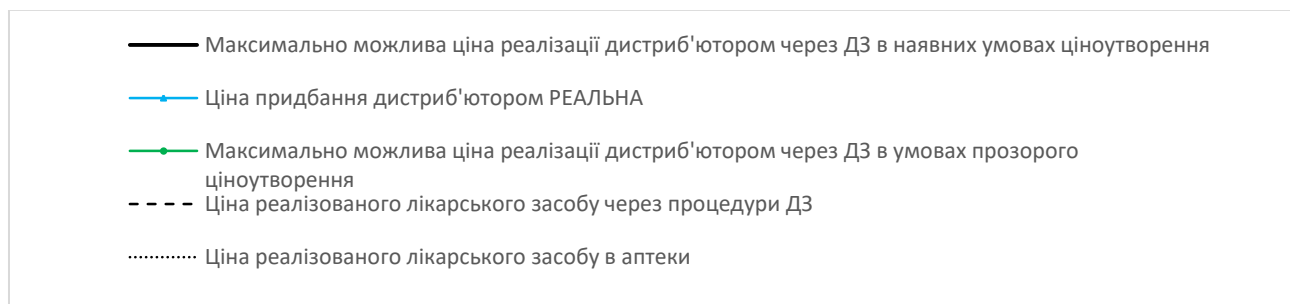 Максимально можлива ціна реалізації дистриб'ютором через ДЗ в наявних умовах ціноутворення
Ціна придбання дистриб'ютором РЕАЛЬНА
Максимально можлива ціна реалізації дистриб'ютором через ДЗ в умовах прозорого
ціноутворення
Ціна реалізованого лікарського засобу через процедури ДЗ
Ціна реалізованого лікарського засобу в аптеки